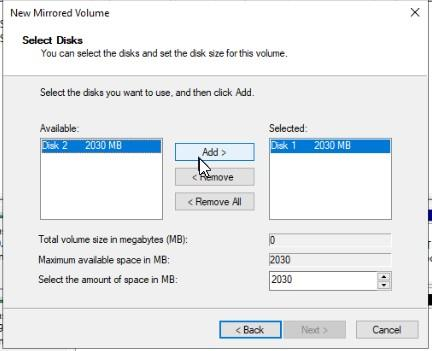 New Mirrored Volume
Select Disks
You can select the disks and set the disk size for this volume.
Select the disks you want to use, and then click Add.
Available:
Selected:
Disk 2 2030 MB
Add >
Disk 1 2030 MB
< Remove
< Remove All
Total volume size in megabytes (MB):
0
Maximum available space in MB:
2030
Select the amount of space in MB:
2030
< Back
Next >
Cancel